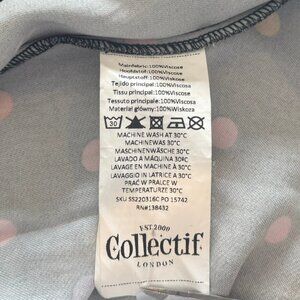 Mainfabric:100%Viscose
Hoofdstof:100%Viscose
Hauptstoff:100%Viscose
Tejido principal:100%Viscosa
Tissu principal:100%Viscose
Tessuto principale:100%Viscosa
Materiał główny:100%Wiskoza
30
MACHINE WASH AT 30°C
MACHINEWAS 30°C
MASCHINENWÄSCHE 30°C
LAVADO A MÁQUINA 30ºC
LAVAGE EN MACHINE À 30°C
LAVAGGIO IN LATRICE A 30°C
PRAĆ W PRALCE W
TEMPERATURZE 30°C
SKU SS220316C PO 15742
RN#138432
EST. 2000
Collectif
LONDON